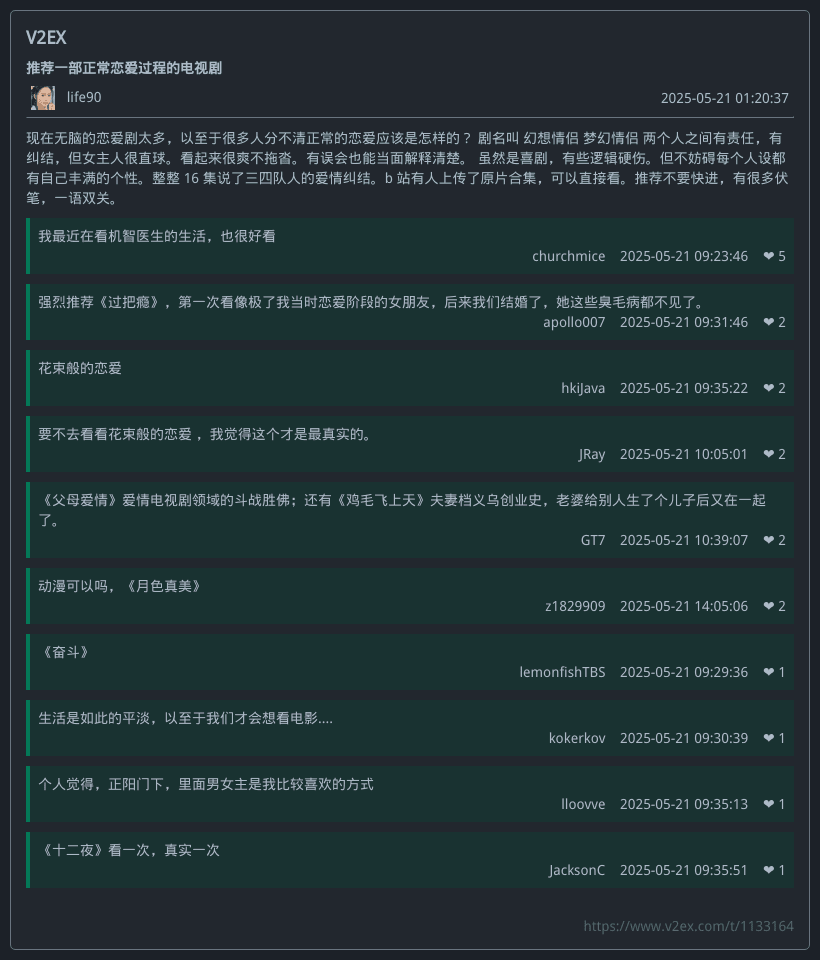 V2EX
推荐一部正常恋爱过程的电视剧
life90
2025-05-21 01:20:37
现在无脑的恋爱剧太多，以至于很多人分不清正常的恋爱应该是怎样的？ 剧名叫 幻想情侣 梦幻情侣 两个人之间有责任，有
纠结，但女主人很直球。看起来很爽不拖沓。有误会也能当面解释清楚。 虽然是喜剧，有些逻辑硬伤。但不妨碍每个人设都
有自己丰满的个性。整整 16 集说了三四队人的爱情纠结。b 站有人上传了原片合集，可以直接看。推荐不要快进，有很多伏
笔，一语双关。
我最近在看机智医生的生活，也很好看
churchmice 2025-05-21 09:23:46 ❤ 5
强烈推荐《过把瘾》，第一次看像极了我当时恋爱阶段的女朋友，后来我们结婚了，她这些臭毛病都不见了。
apollo007 2025-05-21 09:31:46 ❤ 2
花束般的恋爱
hkiJava 2025-05-21 09:35:22 ❤ 2
要不去看看花束般的恋爱 ，我觉得这个才是最真实的。
JRay 2025-05-21 10:05:01 ❤ 2
《父母爱情》爱情电视剧领域的斗战胜佛；还有《鸡毛飞上天》夫妻档义乌创业史，老婆给别人生了个儿子后又在一起
了。
GT7 2025-05-21 10:39:07 ❤ 2
动漫可以吗，《月色真美》
z1829909 2025-05-21 14:05:06 ❤ 2
《奋斗》
lemonfishTBS 2025-05-21 09:29:36 ❤ 1
生活是如此的平淡，以至于我们才会想看电影....
kokerkov 2025-05-21 09:30:39 ❤ 1
个人觉得，正阳门下，里面男女主是我比较喜欢的方式
lloovve 2025-05-21 09:35:13 ❤ 1
《十二夜》看一次，真实一次
JacksonC 2025-05-21 09:35:51 ❤ 1
https://www.v2ex.com/t/1133164